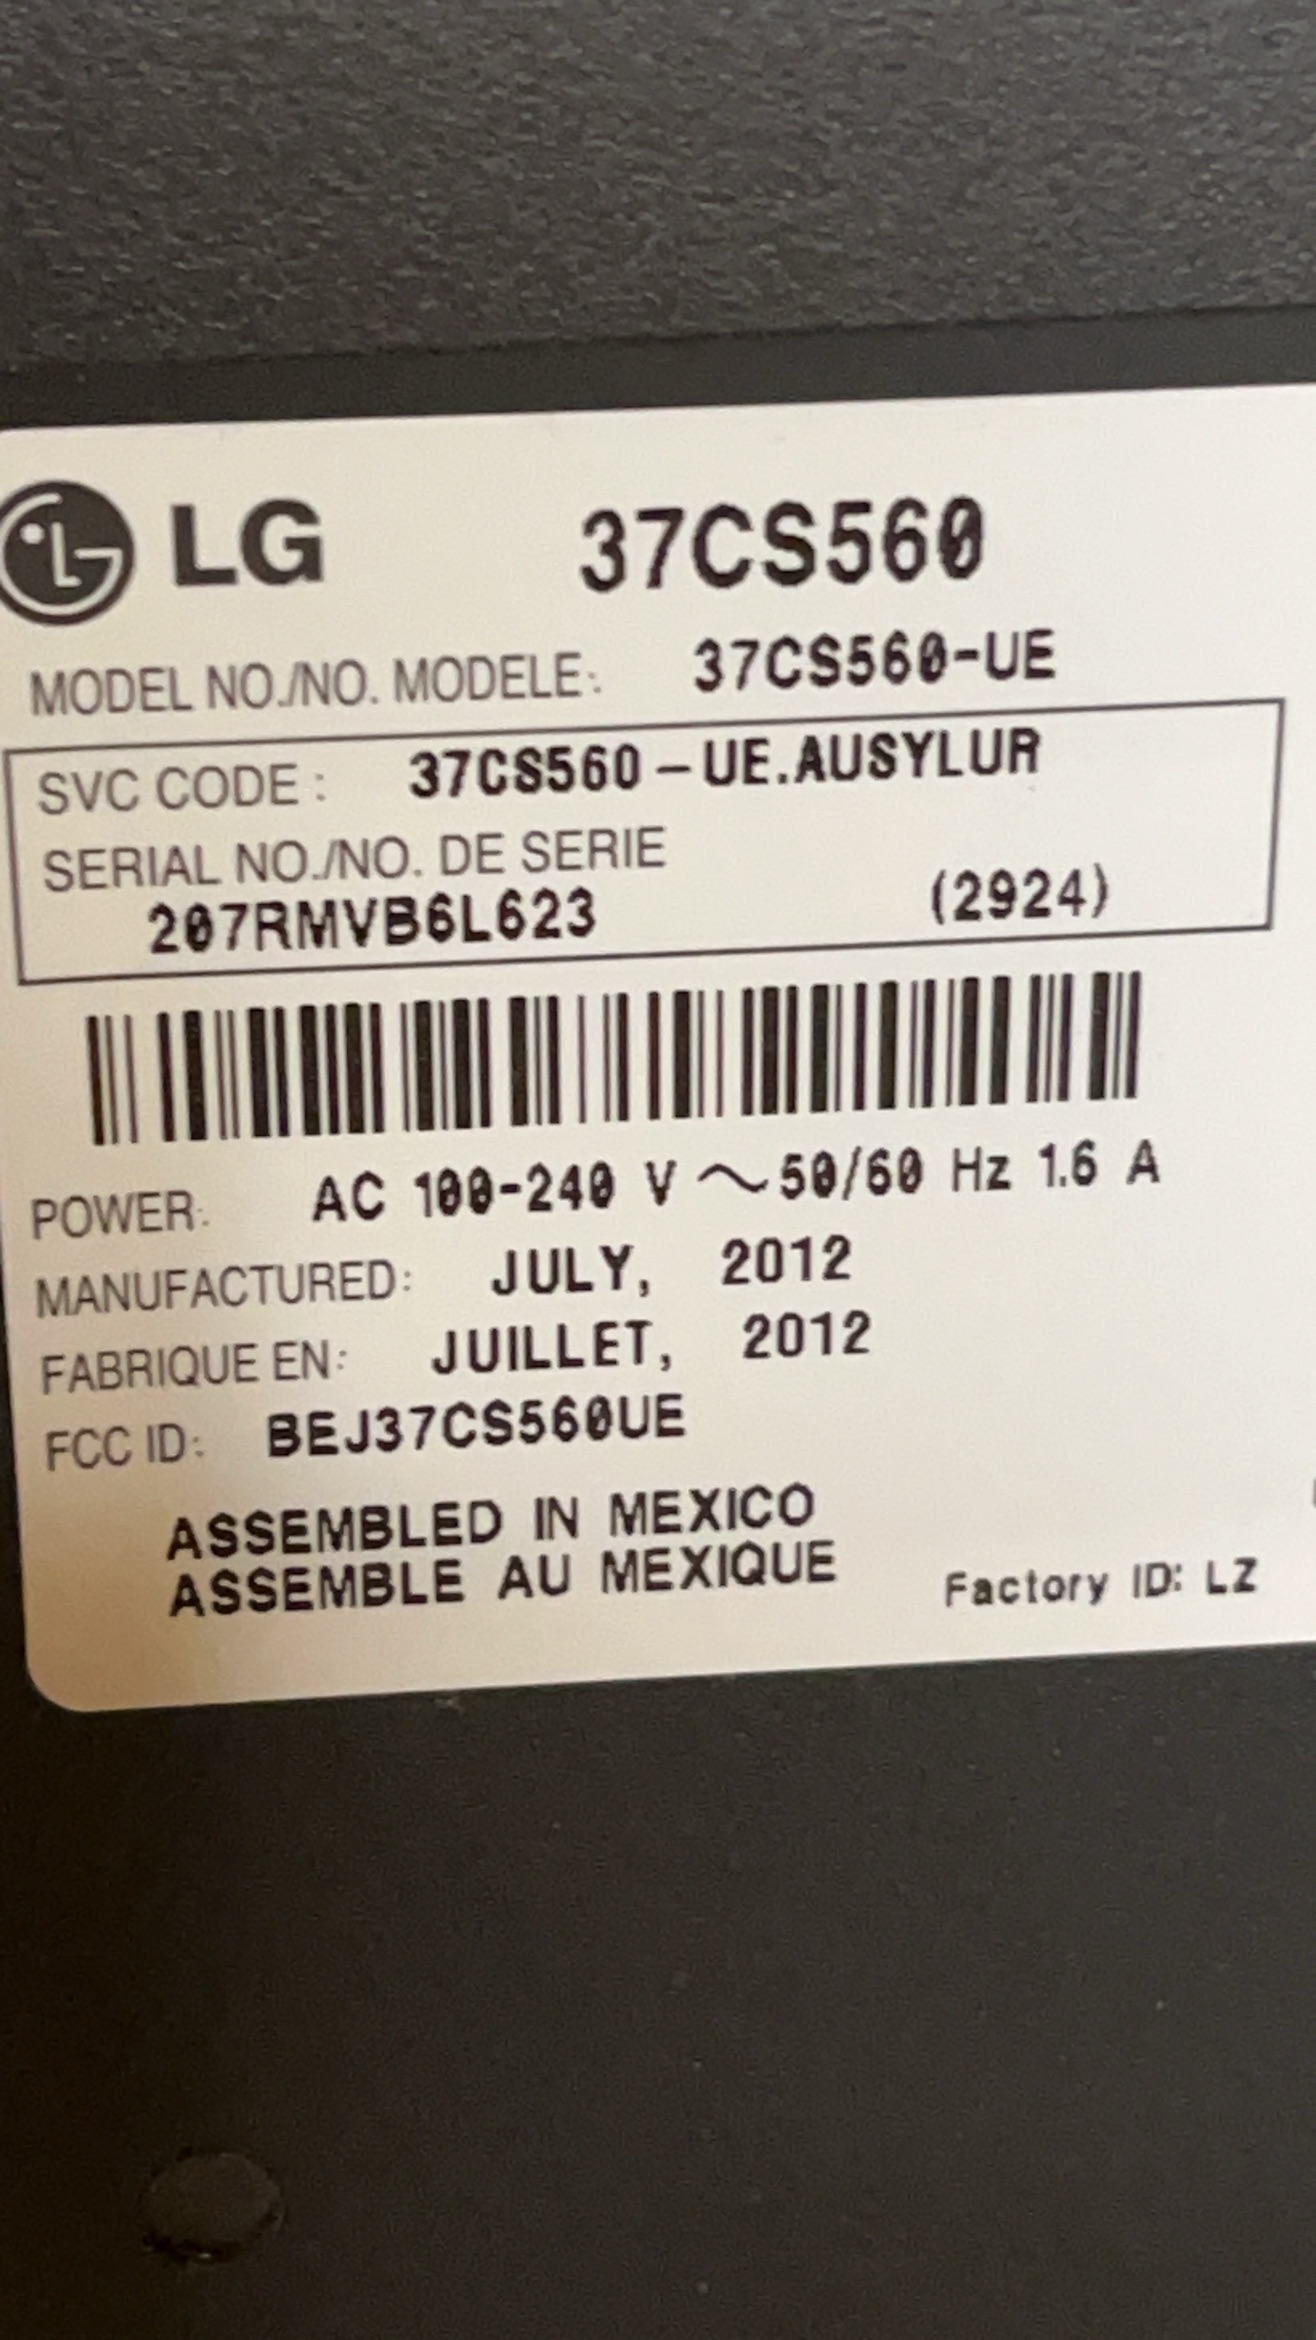 LG 37CS560
MODEL NO./NO. MODELE: 37CS560-UE
SVC CODE : 37CS560-UE.AUSYLUR
SERIAL NO./NO. DE SERIE
207RMVB6L623 (2924)
POWER: AC 100-240 V ~ 50/60 Hz 1.6 A
MANUFACTURED: JULY, 2012
FABRIQUE EN: JUILLET, 2012
FCC ID: BEJ37CS560UE
ASSEMBLED IN MEXICO
ASSEMBLE AU MEXIQUE
Factory ID: LZ